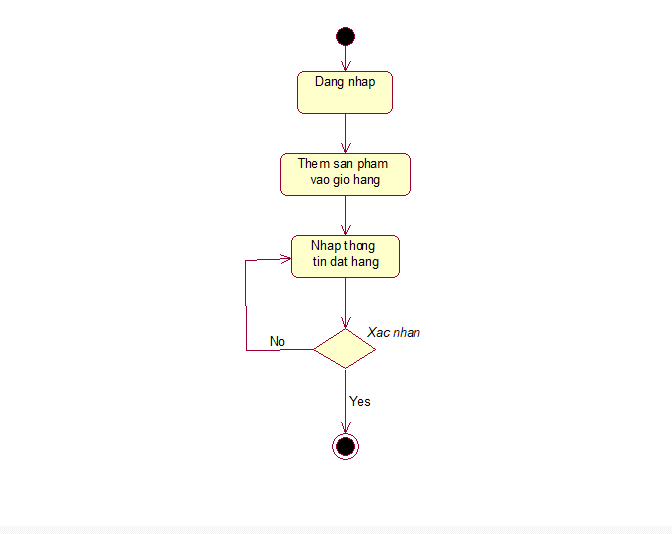 Dang nhap
Them san pham
vao gio hang
Nhap thong
tin dat hang
Xac nhan
No
Yes